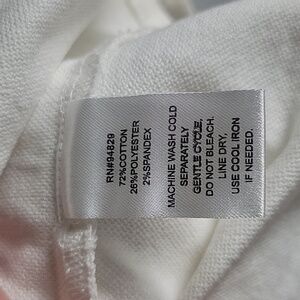 RN#94829
72%COTTON
26%POLYESTER
2%SPANDEX
MACHINE WASH COLD
SEPARATELY
GENTLE CYCLE.
DO NOT BLEACH.
LINE DRY.
USE COOL IRON
IF NEEDED.